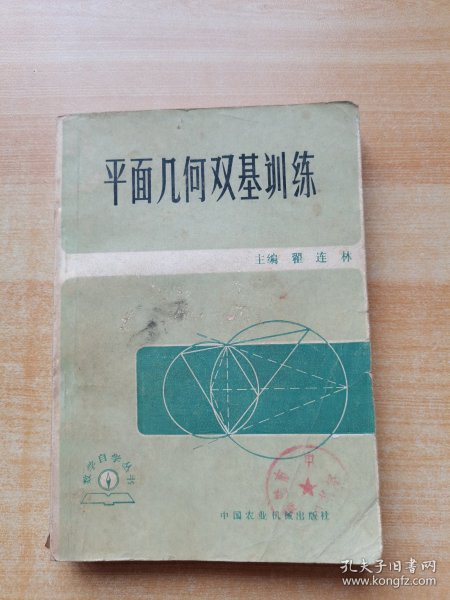 平面几何双基训练
主编 翟连林
数学自学丛书
中国农业机械出版社
孔夫子旧书网
www.kongfz.com